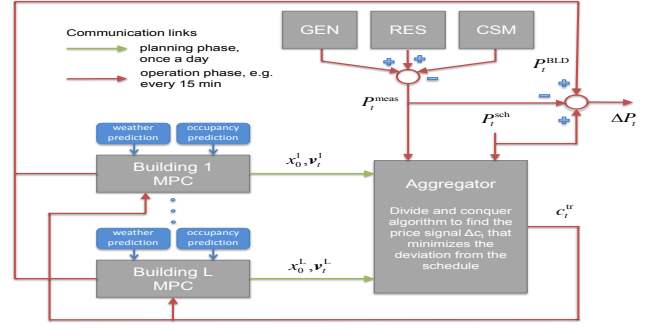 Communication links
planning phase,
once a day
operation phase, e.g.
every 15 min
GEN
RES
CSM
P_t^BLD
P_t^meas
P_t^sch
ΔP_t
weather
prediction
occupancy
prediction
Building 1
MPC
x_0^1, ν_t^1
weather
prediction
occupancy
prediction
Building L
MPC
x_0^L, ν_t^L
Aggregator
Divide and conquer
algorithm to find the
price signal Δc_t that
minimizes the
deviation from the
schedule
c_t^tr